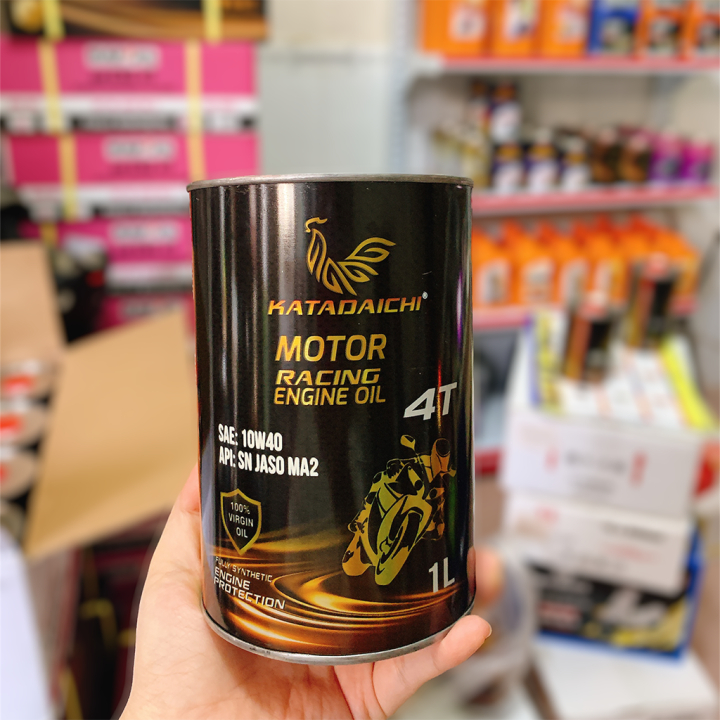 KATADAICHI®
MOTOR
RACING
ENGINE OIL
4T
SAE: 10W40
API: SN JASO MA2
100%
VIRGIN
OIL
FULLY SYNTHETIC
ENGINE
PROTECTION
1L